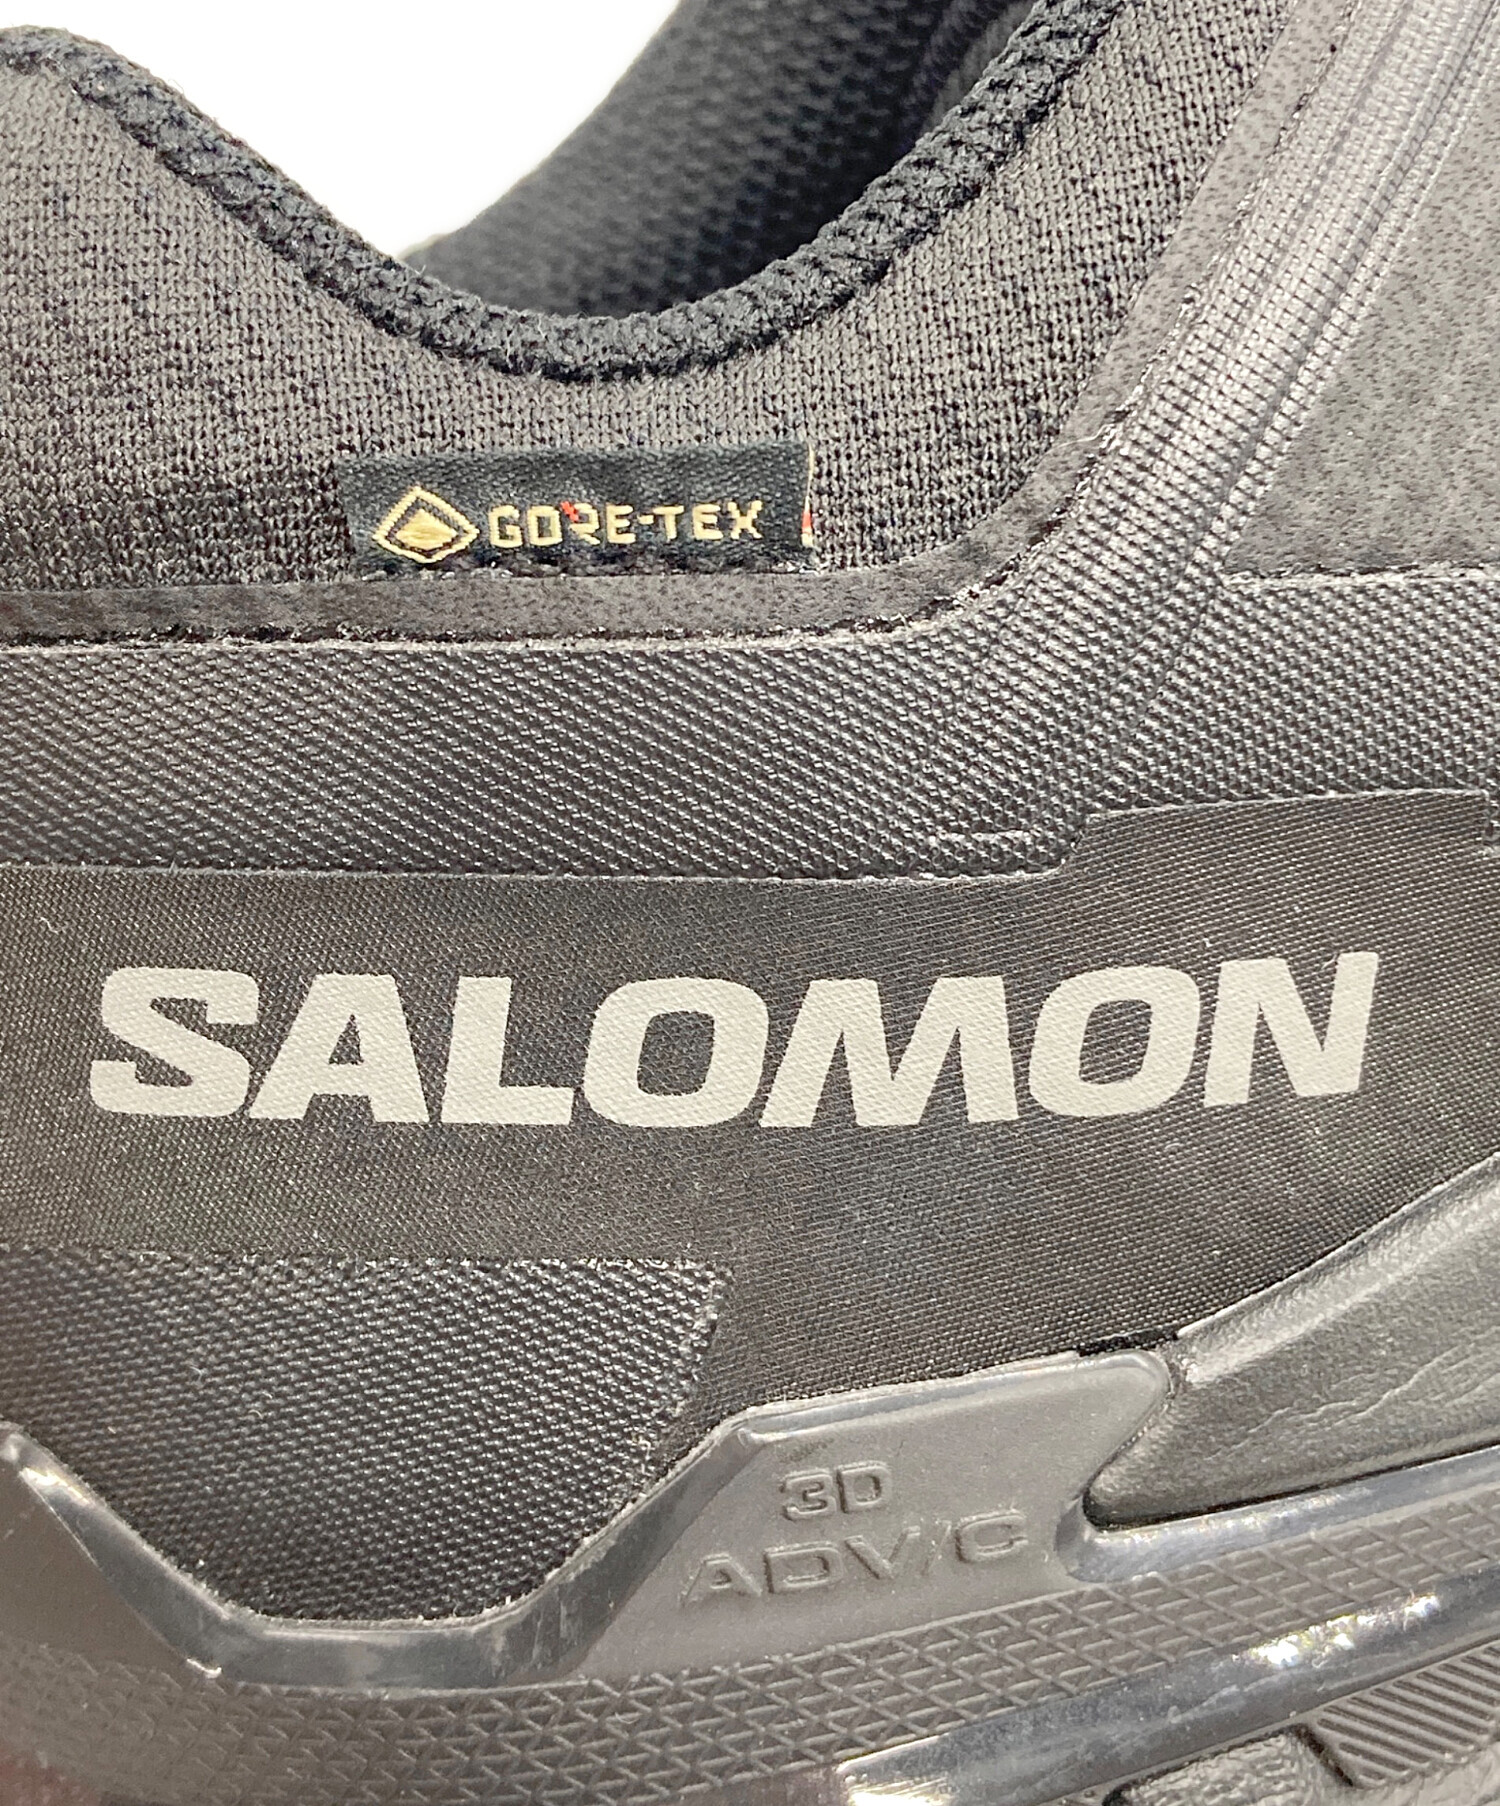 GORE-TEX
SALOMON
3D
ADV/C